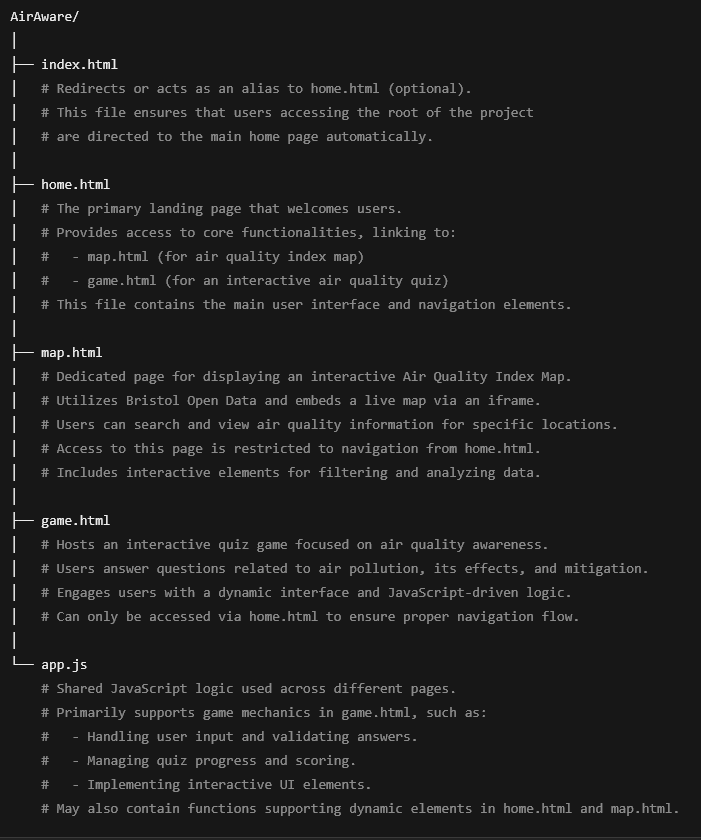 AirAware/
│
├── index.html
│   # Redirects or acts as an alias to home.html (optional).
│   # This file ensures that users accessing the root of the project
│   # are directed to the main home page automatically.
│
├── home.html
│   # The primary landing page that welcomes users.
│   # Provides access to core functionalities, linking to:
│   #   - map.html (for air quality index map)
│   #   - game.html (for an interactive air quality quiz)
│   # This file contains the main user interface and navigation elements.
│
├── map.html
│   # Dedicated page for displaying an interactive Air Quality Index Map.
│   # Utilizes Bristol Open Data and embeds a live map via an iframe.
│   # Users can search and view air quality information for specific locations.
│   # Access to this page is restricted to navigation from home.html.
│   # Includes interactive elements for filtering and analyzing data.
│
├── game.html
│   # Hosts an interactive quiz game focused on air quality awareness.
│   # Users answer questions related to air pollution, its effects, and mitigation.
│   # Engages users with a dynamic interface and JavaScript-driven logic.
│   # Can only be accessed via home.html to ensure proper navigation flow.
│
└── app.js
    # Shared JavaScript logic used across different pages.
    # Primarily supports game mechanics in game.html, such as:
    #   - Handling user input and validating answers.
    #   - Managing quiz progress and scoring.
    #   - Implementing interactive UI elements.
    # May also contain functions supporting dynamic elements in home.html and map.html.